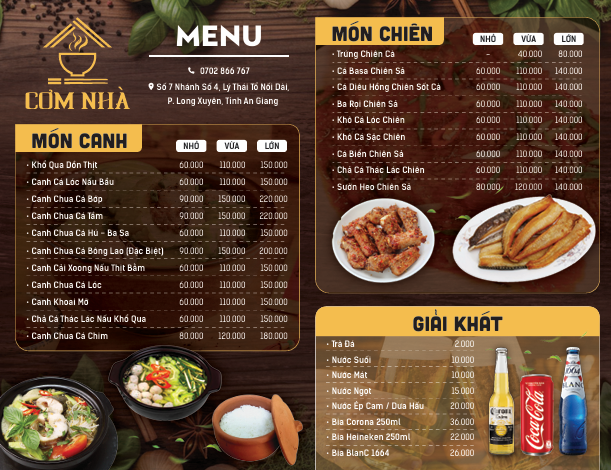 CƠM NHÀ
MENU
0702 866 767
Số 7 Nhánh Số 4, Lý Thái Tổ Nối Dài,
P. Long Xuyên, Tỉnh An Giang
MÓN CANH NHỎ VỪA LỚN
• Khổ Qua Dồn Thịt 60.000 110.000 150.000
• Canh Cá Lóc Nấu Bầu 60.000 110.000 150.000
• Canh Chua Cá Bóp 90.000 150.000 220.000
• Canh Chua Cá Tầm 90.000 150.000 220.000
• Canh Chua Cá Hú - Ba Sa 60.000 110.000 150.000
• Canh Chua Cá Bông Lao (Đặc Biệt) 90.000 150.000 200.000
• Canh Cải Xoong Nấu Thịt Bằm 60.000 110.000 150.000
• Canh Chua Cá Lóc 60.000 110.000 150.000
• Canh Khoai Mỡ 60.000 110.000 150.000
• Chả Cá Thác Lác Nấu Khổ Qua 60.000 110.000 150.000
• Canh Chua Cá Chim 80.000 120.000 180.000
MÓN CHIÊN NHỎ VỪA LỚN
• Trứng Chiên Cà - 40.000 80.000
• Cá Basa Chiên Sả 60.000 110.000 140.000
• Cá Diêu Hồng Chiên Sốt Cà 60.000 110.000 140.000
• Ba Rọi Chiên Sả 60.000 110.000 140.000
• Khô Cá Lóc Chiên 60.000 110.000 140.000
• Khô Cá Sặc Chiên 60.000 110.000 140.000
• Cá Biển Chiên Sả 60.000 110.000 140.000
• Chả Cá Thác Lác Chiên 60.000 110.000 140.000
• Sườn Heo Chiên Sả 80.000 120.000 140.000
GIẢI KHÁT
• Trà Đá 2.000
• Nước Suối 10.000
• Nước Mát 10.000
• Nước Ngọt 15.000
• Nước Ép Cam / Dưa Hấu 20.000
• Bia Corona 250ml 36.000
• Bia Heineken 250ml 22.000
• Bia BlanC 1664 26.000
Corona
Coca-Cola
1664
BLANC